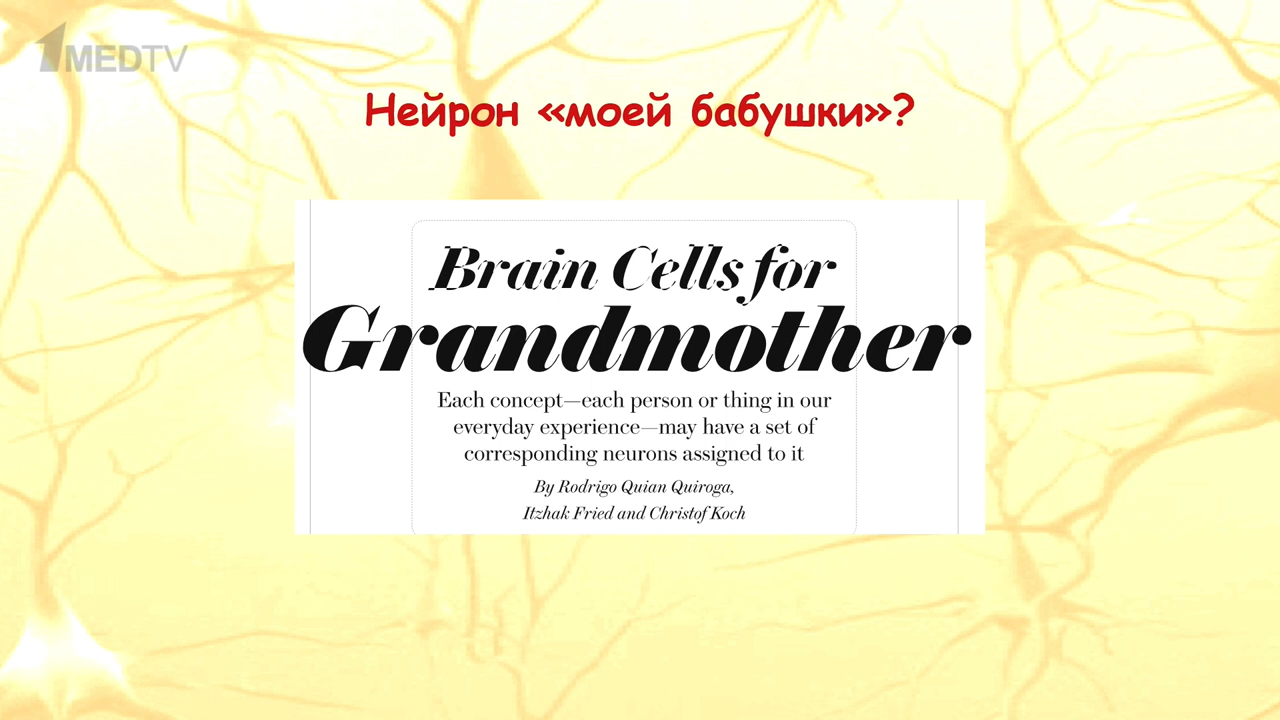 1MEDTV
Нейрон «моей бабушки»?
Brain Cells for
Grandmother
Each concept—each person or thing in our
everyday experience—may have a set of
corresponding neurons assigned to it
By Rodrigo Quian Quiroga,
Itzhak Fried and Christof Koch